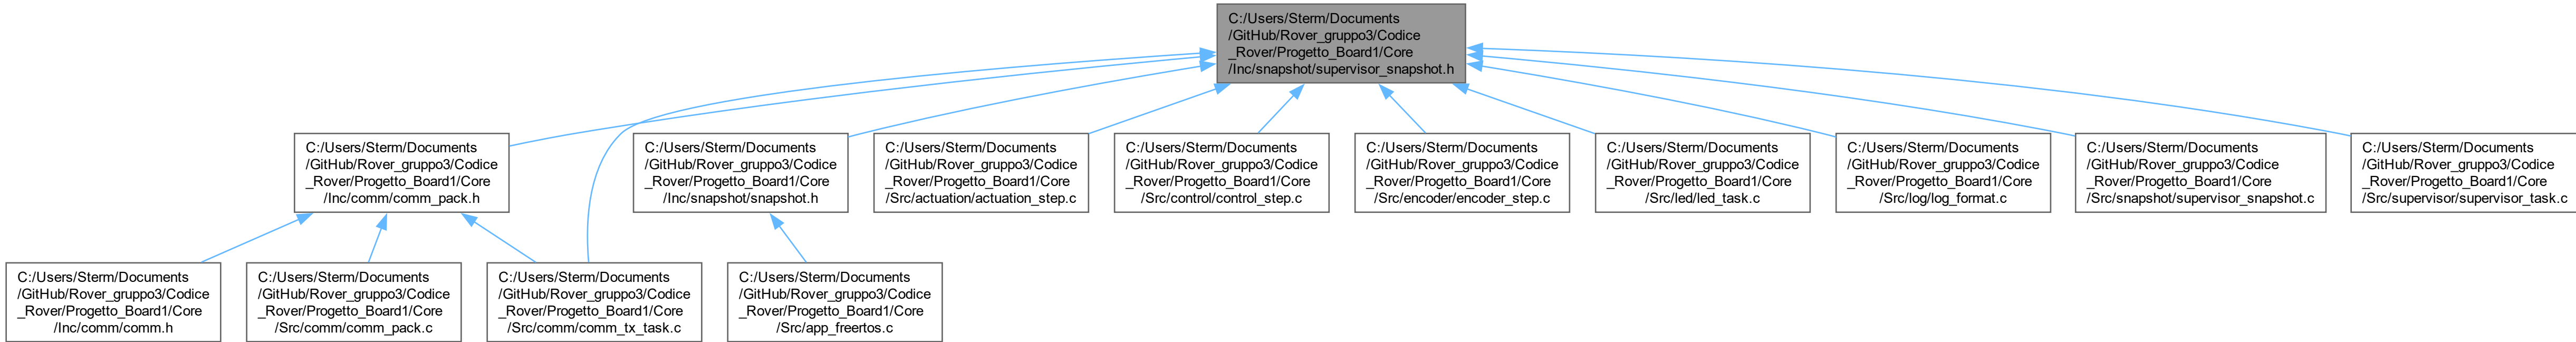 C:/Users/Sterm/Documents
/GitHub/Rover_gruppo3/Codice
_Rover/Progetto_Board1/Core
/Inc/snapshot/supervisor_snapshot.h
C:/Users/Sterm/Documents
/GitHub/Rover_gruppo3/Codice
_Rover/Progetto_Board1/Core
/Inc/comm/comm_pack.h
C:/Users/Sterm/Documents
/GitHub/Rover_gruppo3/Codice
_Rover/Progetto_Board1/Core
/Inc/snapshot/snapshot.h
C:/Users/Sterm/Documents
/GitHub/Rover_gruppo3/Codice
_Rover/Progetto_Board1/Core
/Src/actuation/actuation_step.c
C:/Users/Sterm/Documents
/GitHub/Rover_gruppo3/Codice
_Rover/Progetto_Board1/Core
/Src/control/control_step.c
C:/Users/Sterm/Documents
/GitHub/Rover_gruppo3/Codice
_Rover/Progetto_Board1/Core
/Src/encoder/encoder_step.c
C:/Users/Sterm/Documents
/GitHub/Rover_gruppo3/Codice
_Rover/Progetto_Board1/Core
/Src/led/led_task.c
C:/Users/Sterm/Documents
/GitHub/Rover_gruppo3/Codice
_Rover/Progetto_Board1/Core
/Src/log/log_format.c
C:/Users/Sterm/Documents
/GitHub/Rover_gruppo3/Codice
_Rover/Progetto_Board1/Core
/Src/snapshot/supervisor_snapshot.c
C:/Users/Sterm/Documents
/GitHub/Rover_gruppo3/Codice
_Rover/Progetto_Board1/Core
/Src/supervisor/supervisor_task.c
C:/Users/Sterm/Documents
/GitHub/Rover_gruppo3/Codice
_Rover/Progetto_Board1/Core
/Inc/comm/comm.h
C:/Users/Sterm/Documents
/GitHub/Rover_gruppo3/Codice
_Rover/Progetto_Board1/Core
/Src/comm/comm_pack.c
C:/Users/Sterm/Documents
/GitHub/Rover_gruppo3/Codice
_Rover/Progetto_Board1/Core
/Src/comm/comm_tx_task.c
C:/Users/Sterm/Documents
/GitHub/Rover_gruppo3/Codice
_Rover/Progetto_Board1/Core
/Src/app_freertos.c